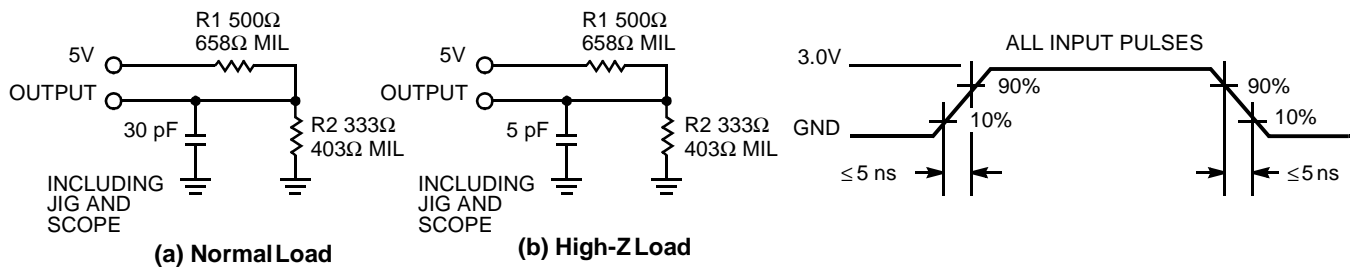 R1 500Ω
658Ω MIL
5V
OUTPUT
30 pF
R2 333Ω
403Ω MIL
INCLUDING
JIG AND
SCOPE
(a) Normal Load
R1 500Ω
658Ω MIL
5V
OUTPUT
5 pF
R2 333Ω
403Ω MIL
INCLUDING
JIG AND
SCOPE
(b) High-Z Load
ALL INPUT PULSES
3.0V
90%
10%
GND
90%
10%
≤ 5 ns
≤ 5 ns